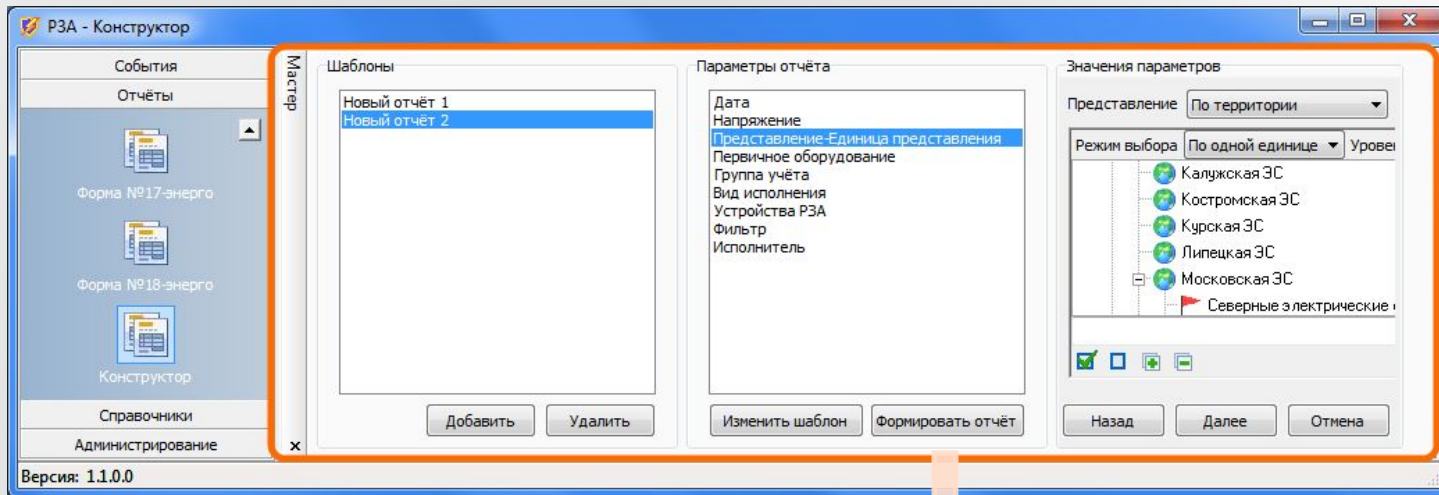 РЗА - Конструктор
События
Отчёты
Форма №17-энерго
Форма №18-энерго
Конструктор
Справочники
Администрирование
Мастер
Шаблоны
Новый отчёт 1
Новый отчёт 2
Добавить
Удалить
Параметры отчёта
Дата
Напряжение
Представление-Единица представления
Первичное оборудование
Группа учёта
Вид исполнения
Устройства РЗА
Фильтр
Исполнитель
Изменить шаблон
Формировать отчёт
Значения параметров
Представление По территории
Режим выбора По одной единице Уровен
Калужская ЭС
Костромская ЭС
Курская ЭС
Липецкая ЭС
Московская ЭС
Северные электрические
Назад
Далее
Отмена
Версия: 1.1.0.0